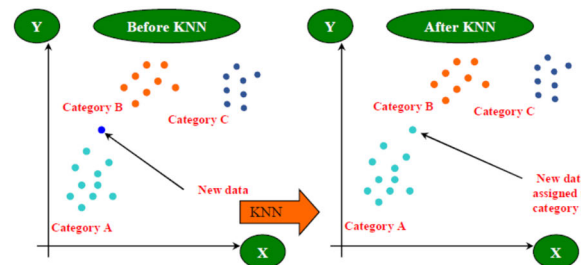 Y
Before KNN
Category B
Category C
New data
Category A
X
KNN
Y
After KNN
Category B
Category C
New dat
assigned
category
Category A
X